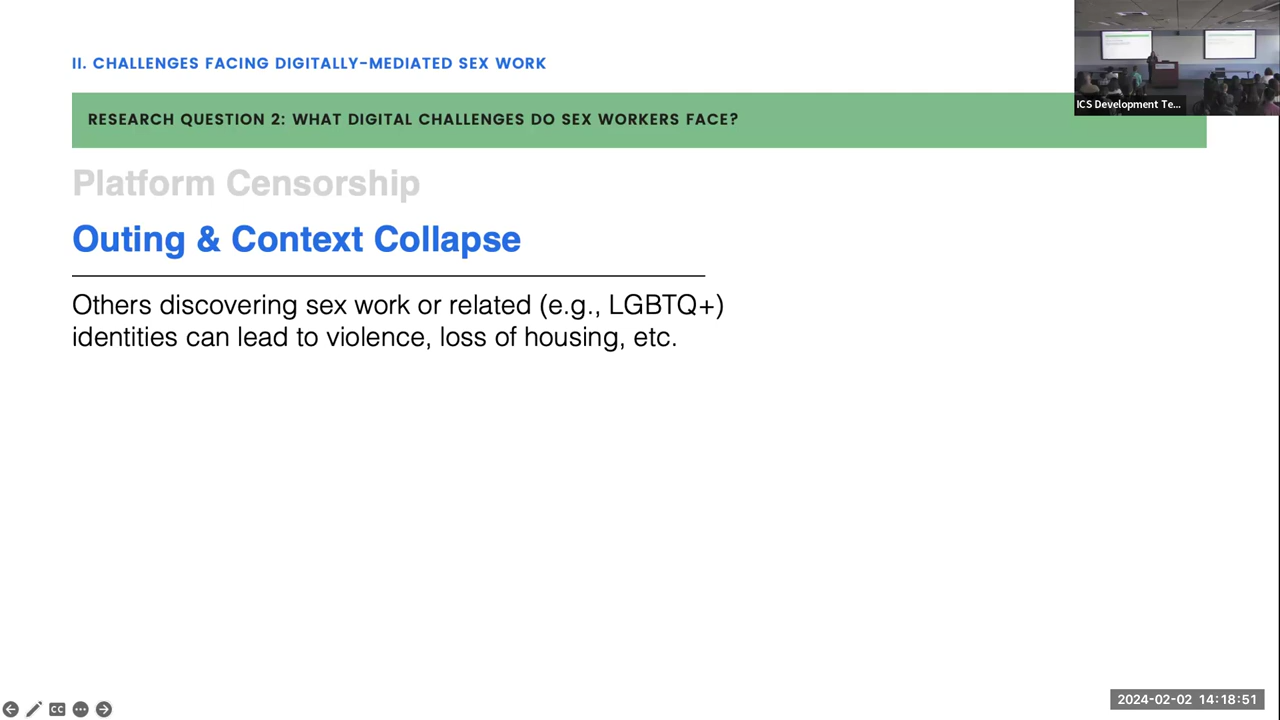 II. CHALLENGES FACING DIGITALLY-MEDIATED SEX WORK
RESEARCH QUESTION 2: WHAT DIGITAL CHALLENGES DO SEX WORKERS FACE?
ICS Development Te...
Platform Censorship
Outing & Context Collapse
Others discovering sex work or related (e.g., LGBTQ+)
identities can lead to violence, loss of housing, etc.
CC
2024-02-02 14:18:51